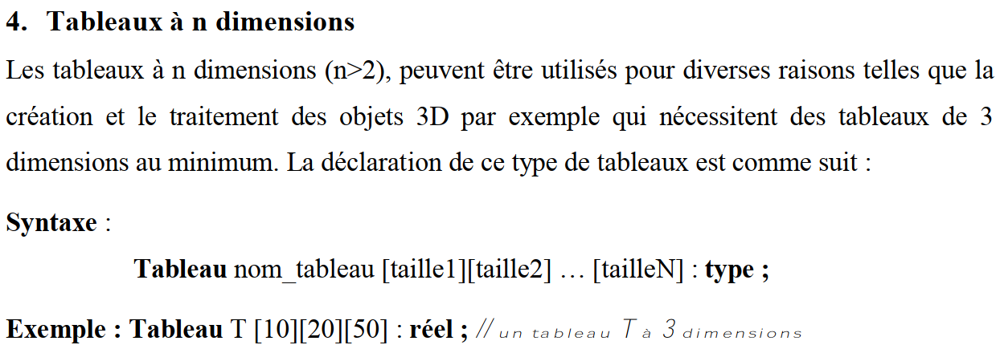 4. Tableaux à n dimensions
Les tableaux à n dimensions (n>2), peuvent être utilisés pour diverses raisons telles que la
création et le traitement des objets 3D par exemple qui nécessitent des tableaux de 3
dimensions au minimum. La déclaration de ce type de tableaux est comme suit :
Syntaxe :
Tableau nom_tableau [taille1][taille2] … [tailleN] : type ;
Exemple : Tableau T [10][20][50] : réel ; // un tableau T à 3 dimensions